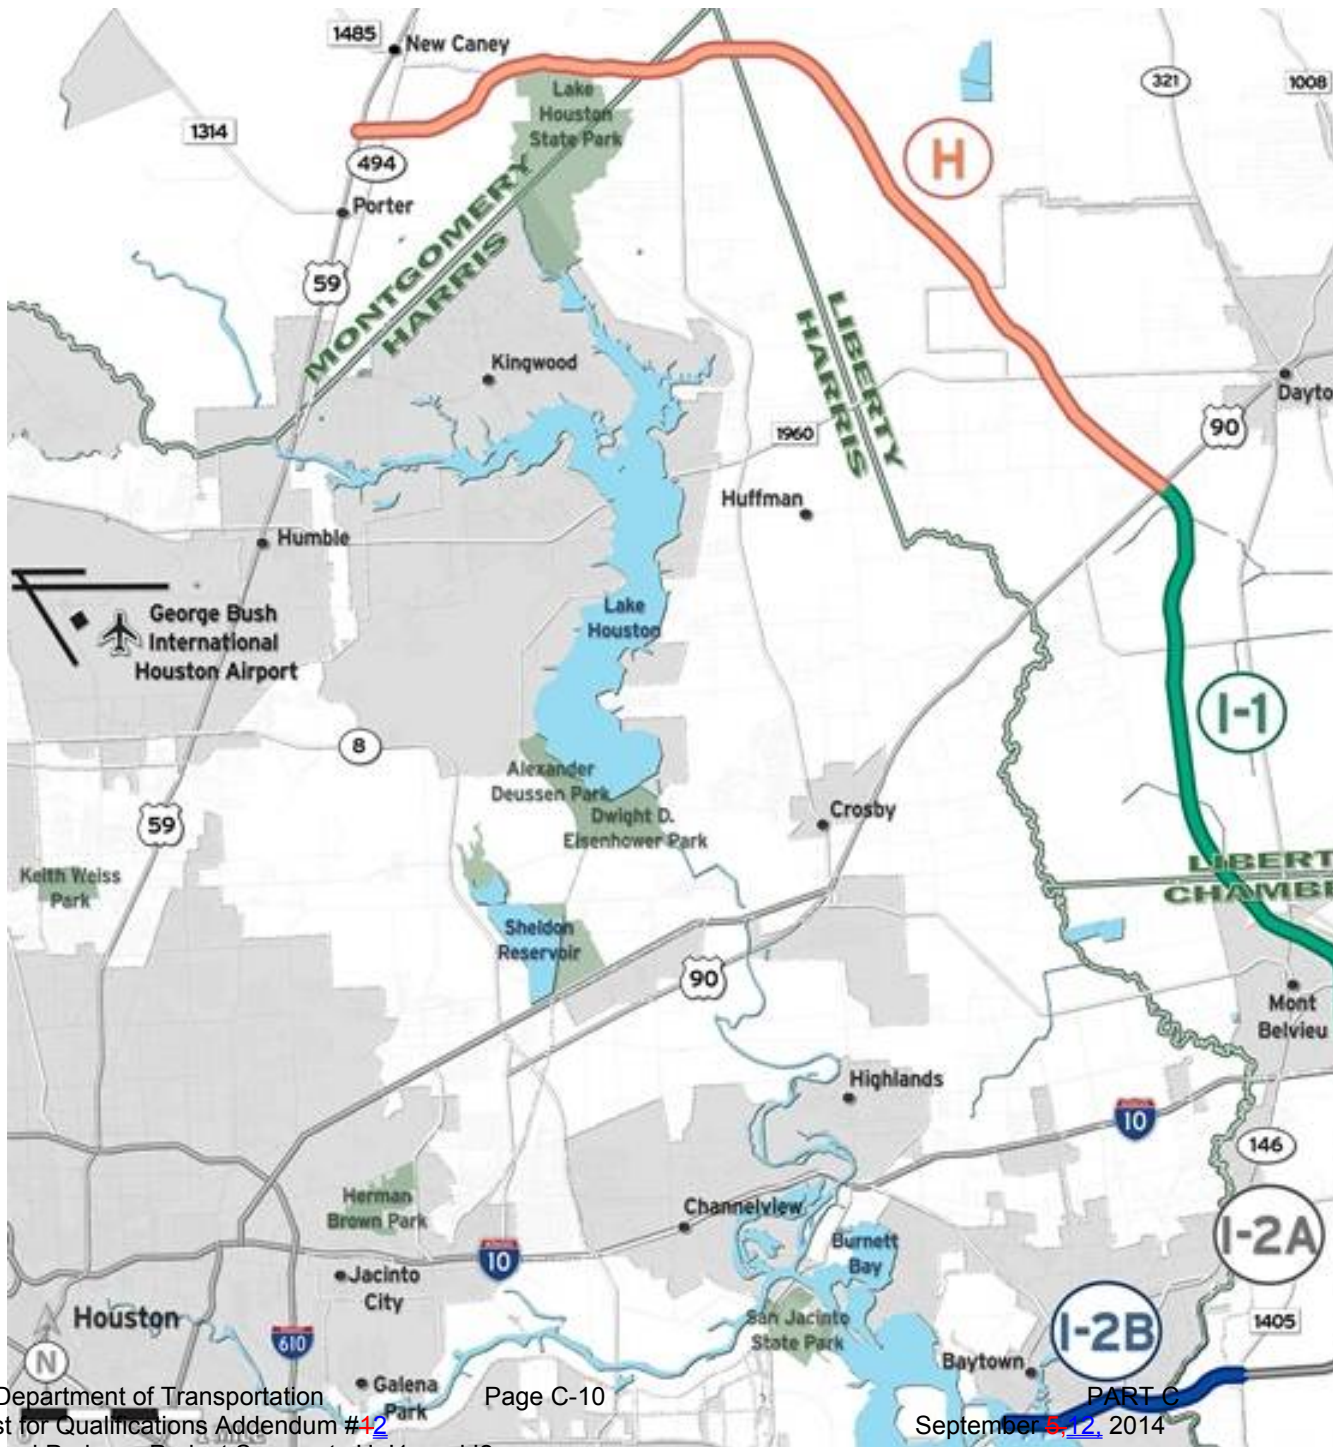 1485
New Caney
321
1008
Lake
Houston
State Park
1314
494
H
Porter
MONTGOMERY
HARRIS
59
LIBERTY
HARRIS
Kingwood
Dayto
90
1960
Huffman
Humble
George Bush
International
Houston Airport
Lake
Houston
I-1
8
Alexander
Deussen Park
Dwight D.
Eisenhower Park
Crosby
59
Keith Weiss
Park
LIBERT
CHAMBE
Sheldon
Reservoir
90
Mont
Belvieu
Highlands
10
146
Herman
Brown Park
Channelview
I-2A
Burnett
Bay
10
Jacinto
City
Houston
San Jacinto
State Park
1405
610
I-2B
N
Baytown
Galena
Park
Department of Transportation
Page C-10
PART C
st for Qualifications Addendum #12
September 5,12, 2014